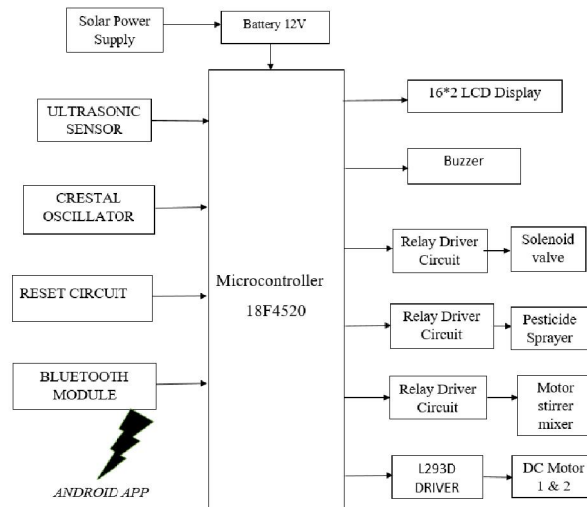 Solar Power
Supply
Battery 12V
ULTRASONIC
SENSOR
CRESTAL
OSCILLATOR
RESET CIRCUIT
BLUETOOTH
MODULE
ANDROID APP
Microcontroller
18F4520
16*2 LCD Display
Buzzer
Relay Driver
Circuit
Solenoid
valve
Relay Driver
Circuit
Pesticide
Sprayer
Relay Driver
Circuit
Motor
stirrer
mixer
L293D
DRIVER
DC Motor
1 & 2